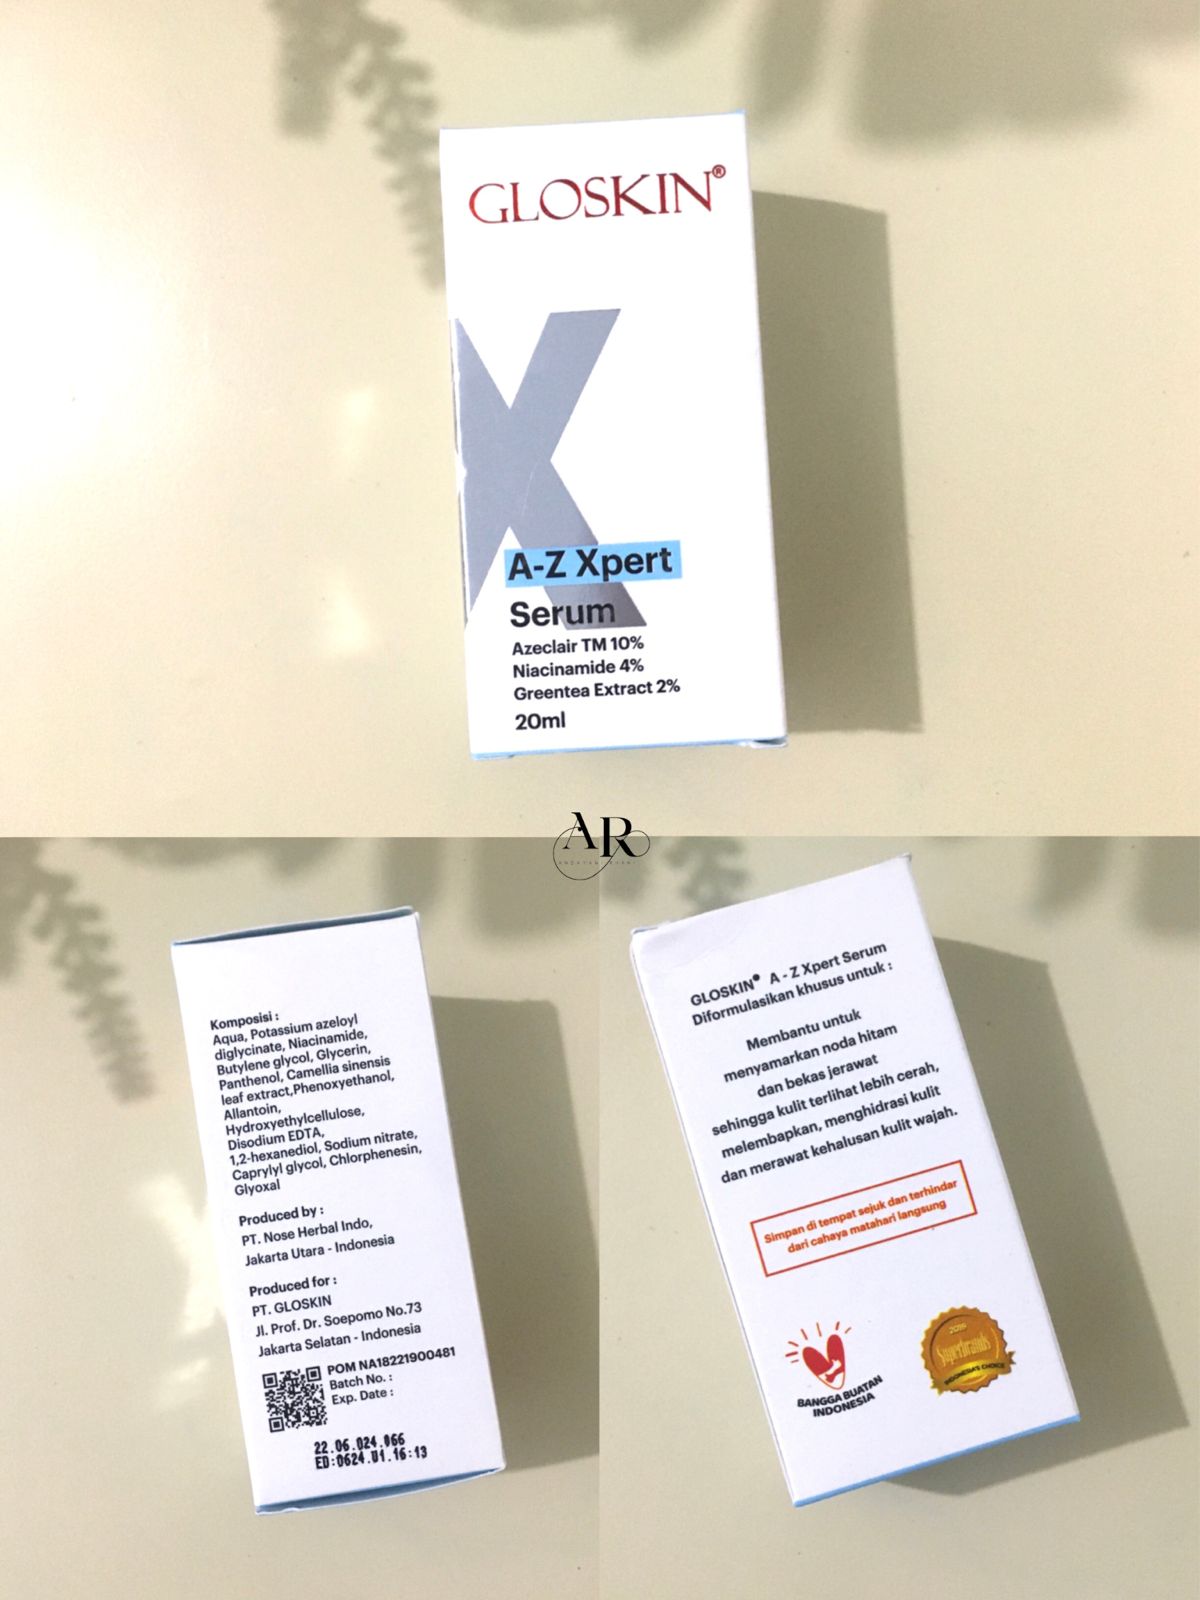 GLOSKIN®
X
A-Z Xpert
Serum
Azeclair TM 10%
Niacinamide 4%
Greentea Extract 2%
20ml
AR
Komposisi :
Aqua, Potassium azeloyl
diglycinate, Niacinamide,
Butylene glycol, Glycerin,
Panthenol, Camellia sinensis
leaf extract,Phenoxyethanol,
Allantoin,
Hydroxyethylcellulose,
Disodium EDTA,
1,2-hexanediol, Sodium nitrate,
Caprylyl glycol, Chlorphenesin,
Glyoxal
Produced by :
PT. Nose Herbal Indo,
Jakarta Utara - Indonesia
Produced for :
PT. GLOSKIN
Jl. Prof. Dr. Soepomo No.73
Jakarta Selatan - Indonesia
POM NA18221900481
Batch No. :
Exp. Date :
22.06.024.066
ED:0624.U1.16:13
GLOSKIN® A - Z Xpert Serum
Diformulasikan khusus untuk :
Membantu untuk
menyamarkan noda hitam
dan bekas jerawat
sehingga kulit terlihat lebih cerah,
melembapkan, menghidrasi kulit
dan merawat kehalusan kulit wajah.
Simpan di tempat sejuk dan terhindar
dari cahaya matahari langsung
BANGGA BUATAN
INDONESIA
Superbrands
INDONESIA'S CHOICE